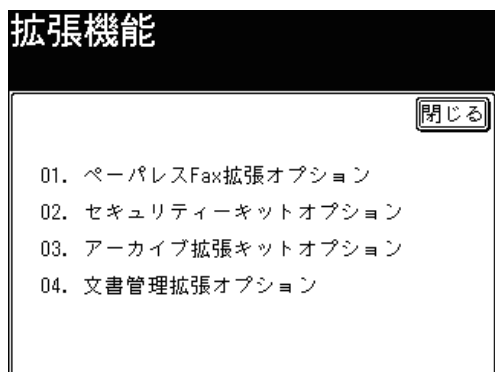 拡張機能
閉じる
01. ペーパレスFax拡張オプション
02. セキュリティーキットオプション
03. アーカイブ拡張キットオプション
04. 文書管理拡張オプション